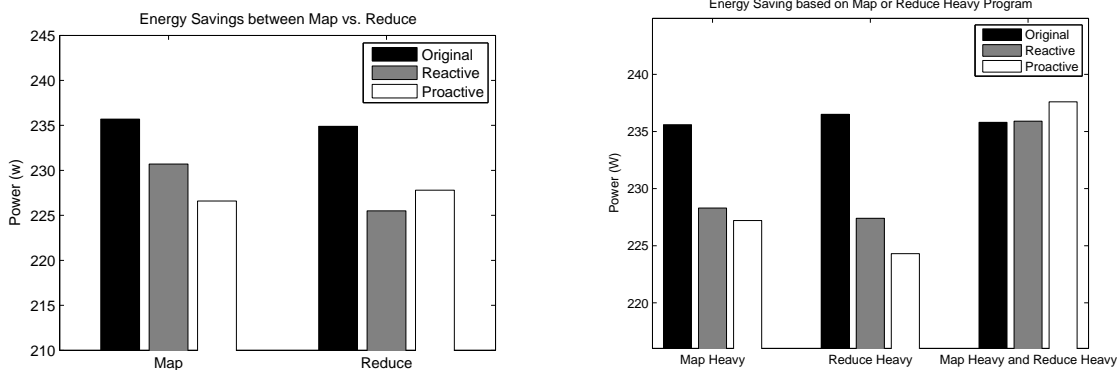 Energy Savings between Map vs. Reduce
245
240
235
230
225
220
215
210
Power (w)
Map
Reduce
Original
Reactive
Proactive
Energy Saving based on Map or Reduce Heavy Program
240
235
230
225
220
Power (W)
Map Heavy
Reduce Heavy
Map Heavy and Reduce Heavy
Original
Reactive
Proactive